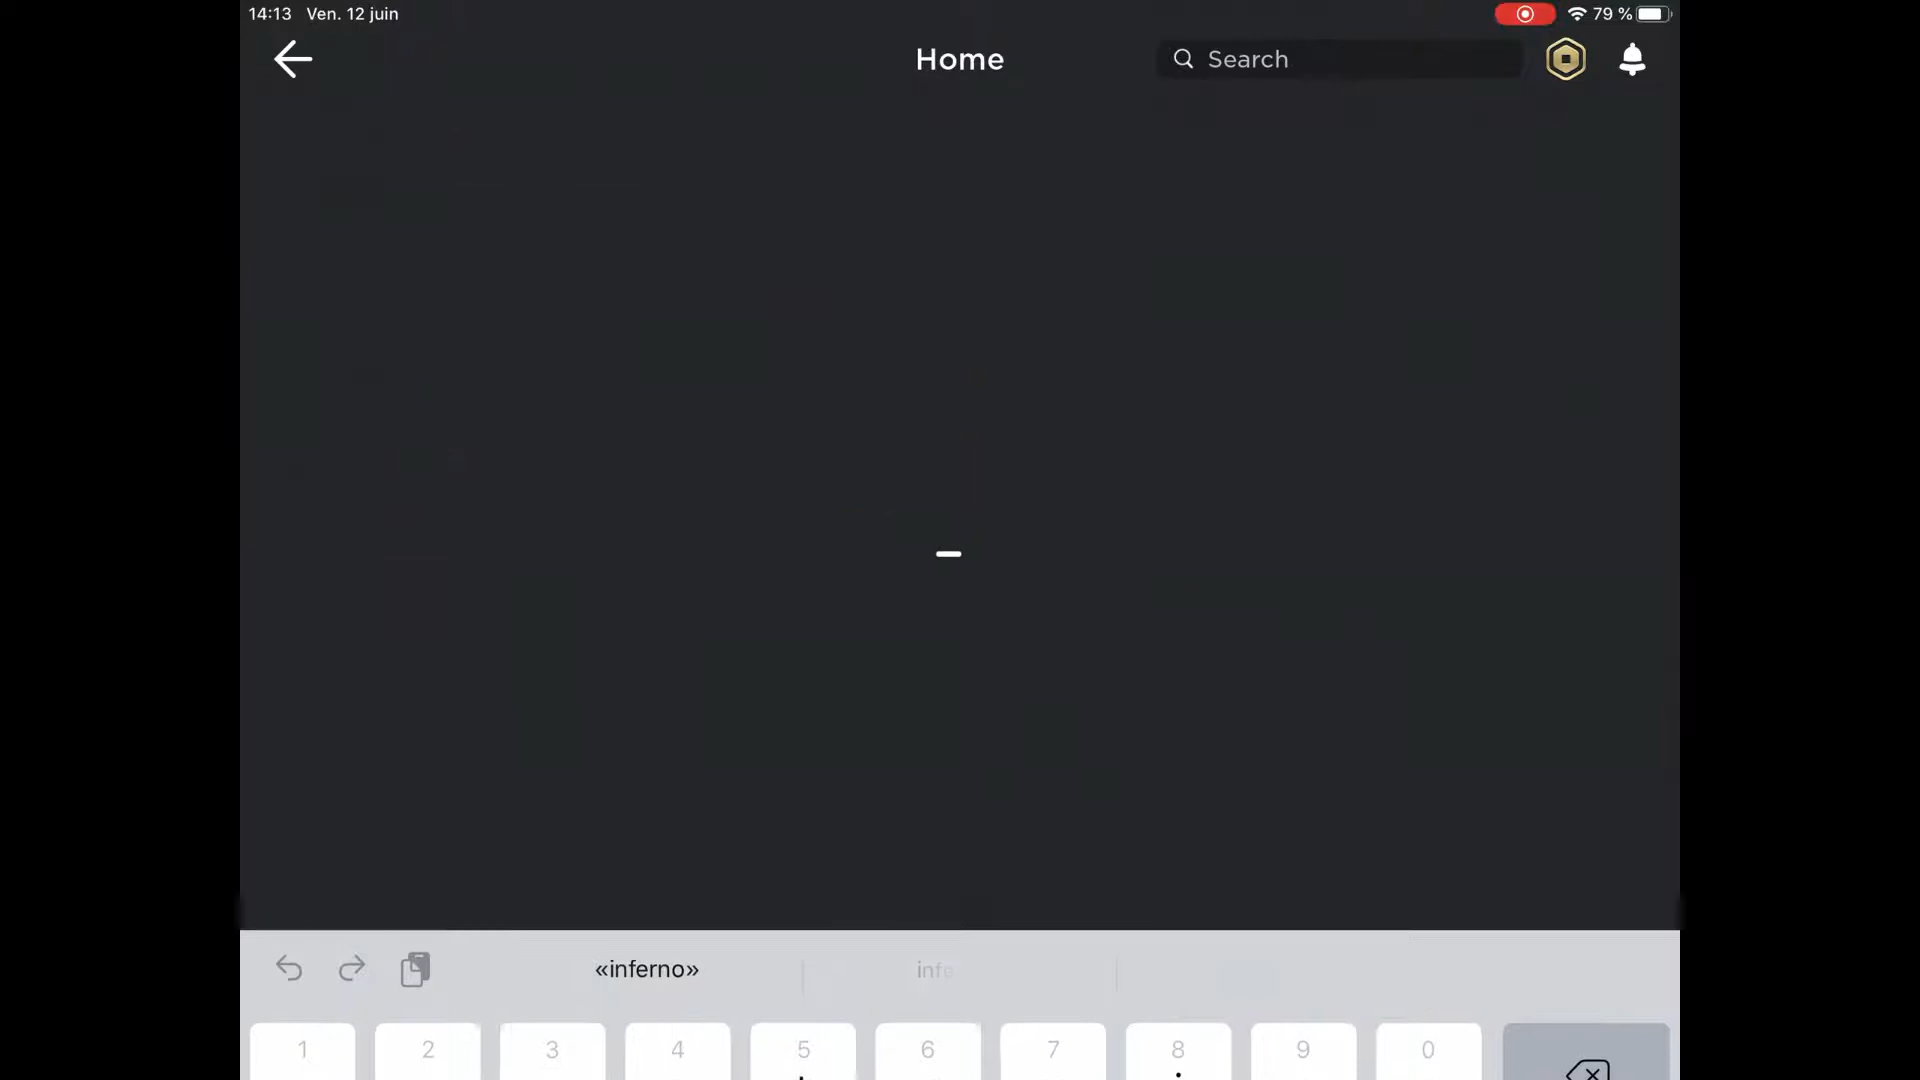 14:13 Ven. 12 juin 79 %
Home Search
«inferno» infe
1 2 3 4 5 6 7 8 9 0